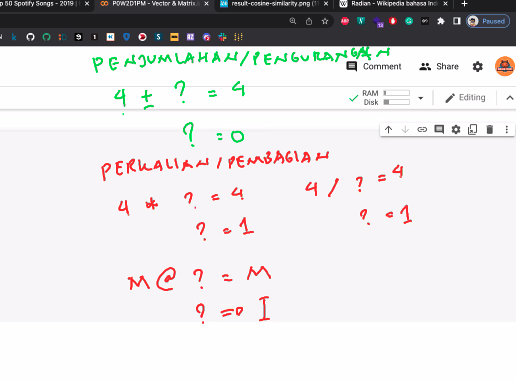 p 50 Spotify Songs - 2019 |
P0W2D1PM - Vector & Matrix.
result-cosine-similarity.png (1
Radian - Wikipedia bahasa Ind
Paused
PENJUMLAHAN/PENGURANGAN
Comment
Share
4 ± ? = 4
RAM
Disk
Editing
? = 0
PERKALIAN/PEMBAGIAN
4 * ? = 4
4 / ? = 4
? = 1
? = 1
M @ ? = M
? => I